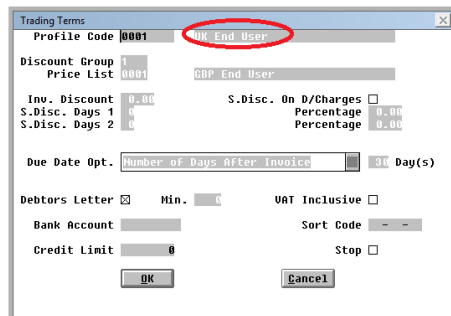 Trading Terms
Profile Code 0001 UK End User
Discount Group 1
Price List 0001 GBP End User
Inv. Discount 0.00 S.Disc. On D/Charges
S.Disc. Days 1 0 Percentage 0.00
S.Disc. Days 2 0 Percentage 0.00
Due Date Opt. Number of Days After Invoice 30 Day(s)
Debtors Letter Min. 0 VAT Inclusive
Bank Account Sort Code - -
Credit Limit 0 Stop
OK Cancel